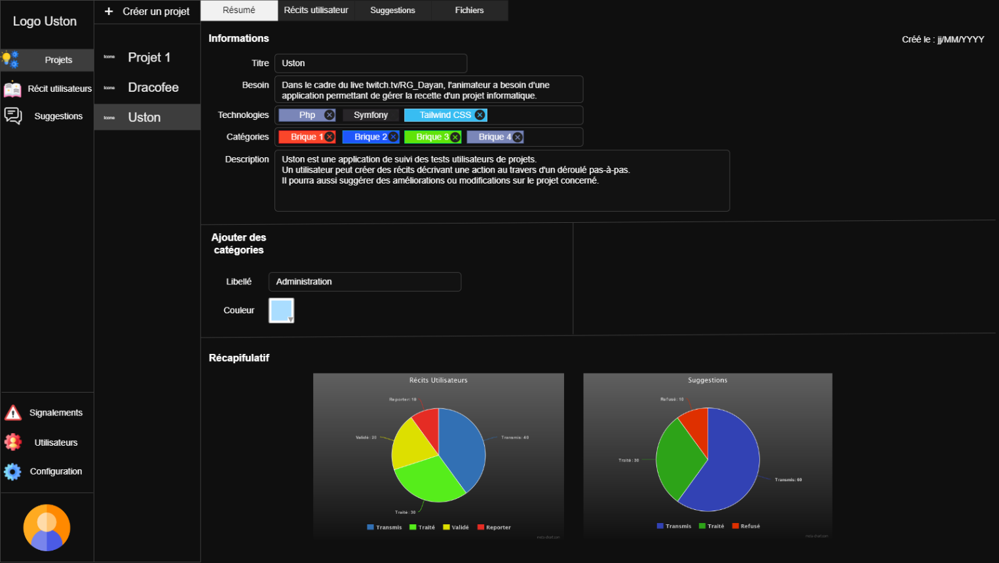 Logo Uston
Projets
Récit utilisateurs
Suggestions
Signalements
Utilisateurs
Configuration
+ Créer un projet
Icone Projet 1
Icone Dracofee
Icone Uston
Résumé Récits utilisateur Suggestions Fichiers
Informations
Créé le : jj/MM/YYYY
Titre Uston
Besoin Dans le cadre du live twitch.tv/RG_Dayan, l'animateur a besoin d'une
application permettant de gérer la recette d'un projet informatique.
Technologies Php Symfony Tailwind CSS
Catégories Brique 1 Brique 2 Brique 3 Brique 4
Description Uston est une application de suivi des tests utilisateurs de projets.
Un utilisateur peut créer des récits décrivant une action au travers d'un déroulé pas-à-pas.
Il pourra aussi suggérer des améliorations ou modifications sur le projet concerné.
Ajouter des
catégories
Libellé Administration
Couleur
Récapifulatif
Récits Utilisateurs
Reporter: 10
Validé: 20
Transmis: 40
Traité: 30
Transmis Traité Validé Reporter
meta-chart.com
Suggestions
Refusé: 10
Traité: 30
Transmis: 60
Transmis Traité Refusé
meta-chart.com